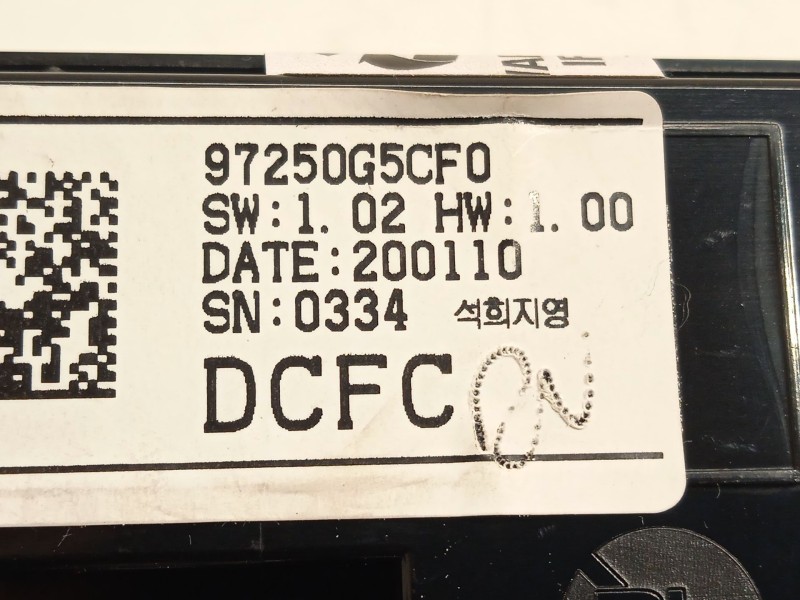 97250G5CF0
SW:1.02 HW:1.00
DATE:200110
SN:0334 석희지영
DCFC